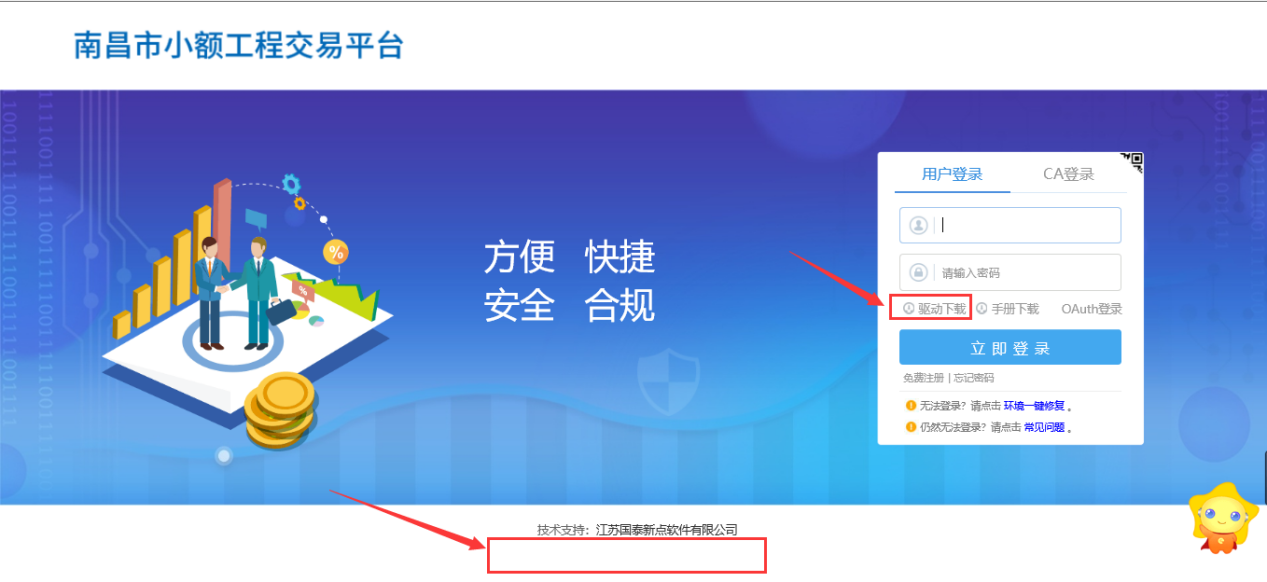 南昌市小额工程交易平台
用户登录 CA登录
方便 快捷
安全 合规
请输入密码
驱动下载 手册下载 OAuth登录
立即登录
免费注册 | 忘记密码
无法登录？请点击 环境一键修复 。
仍然无法登录？请点击 常见问题 。
技术支持：江苏国泰新点软件有限公司